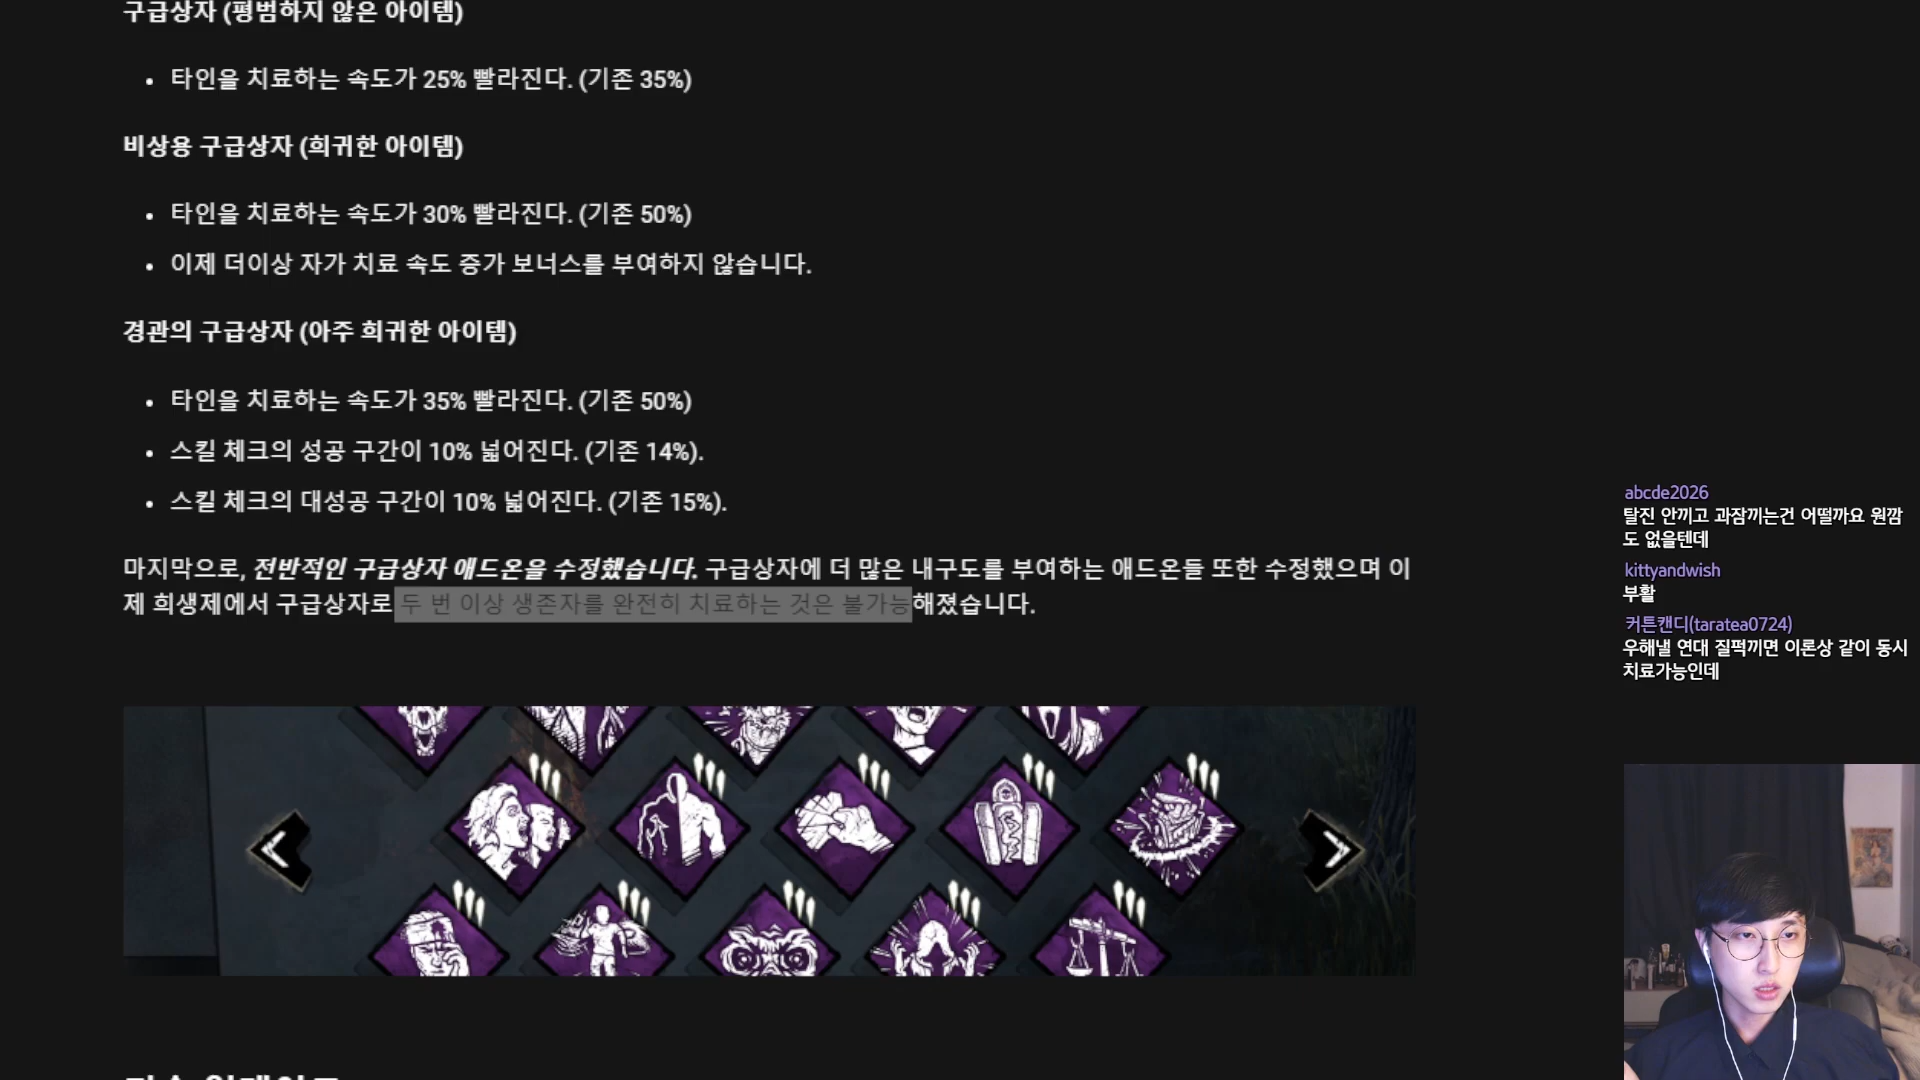 구급상자 (평범하지 않은 아이템)
• 타인을 치료하는 속도가 25% 빨라진다. (기존 35%)
비상용 구급상자 (희귀한 아이템)
• 타인을 치료하는 속도가 30% 빨라진다. (기존 50%)
• 이제 더이상 자가 치료 속도 증가 보너스를 부여하지 않습니다.
경관의 구급상자 (아주 희귀한 아이템)
• 타인을 치료하는 속도가 35% 빨라진다. (기존 50%)
• 스킬 체크의 성공 구간이 10% 넓어진다. (기존 14%).
• 스킬 체크의 대성공 구간이 10% 넓어진다. (기존 15%).
마지막으로, 전반적인 구급상자 애드온을 수정했습니다. 구급상자에 더 많은 내구도를 부여하는 애드온들 또한 수정했으며 이
제 희생제에서 구급상자로 두 번 이상 생존자를 완전히 치료하는 것은 불가능해졌습니다.
abcde2026
탈진 안끼고 과잠끼는건 어떨까요 원깜
도 없을텐데
kittyandwish
부활
커튼캔디(taratea0724)
우해낼 연대 질퍽끼면 이론상 같이 동시
치료가능인데